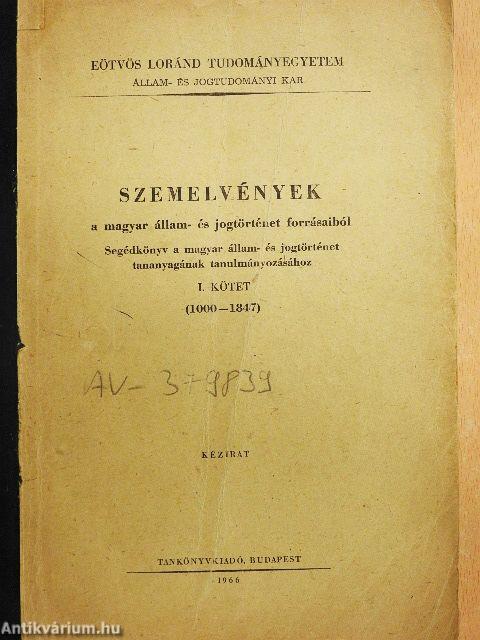 EÖTVÖS LORÁND TUDOMÁNYEGYETEM
ÁLLAM- ÉS JOGTUDOMÁNYI KAR
SZEMELVÉNYEK
a magyar állam- és jogtörténet forrásaiból
Segédkönyv a magyar állam- és jogtörténet
tananyagának tanulmányozásához
I. KÖTET
(1000—1847)
AV- 379839
KÉZIRAT
TANKÖNYVKIADÓ, BUDAPEST
1966
Antikvárium.hu